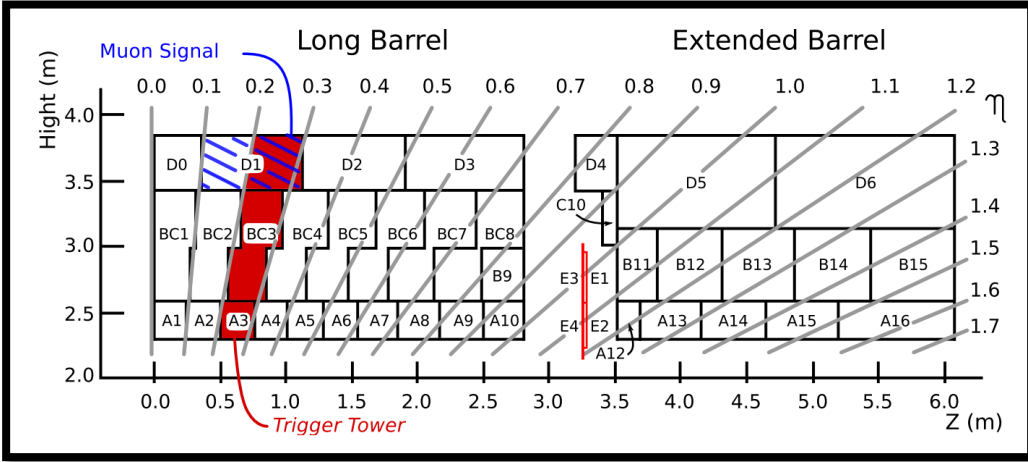 Long Barrel
Extended Barrel
Muon Signal
Hight (m)
0.0 0.1 0.2 0.3 0.4 0.5 0.6 0.7 0.8 0.9 1.0 1.1 1.2
η
4.0
1.3
D0 D1 D2 D3 D4 D5 D6
3.5
1.4
C10
BC1 BC2 BC3 BC4 BC5 BC6 BC7 BC8
3.0
1.5
B9 E3 E1 B11 B12 B13 B14 B15
1.6
2.5
A1 A2 A3 A4 A5 A6 A7 A8 A9 A10 E4 E2 A13 A14 A15 A16
1.7
A12
2.0
0.0 0.5 1.0 1.5 2.0 2.5 3.0 3.5 4.0 4.5 5.0 5.5 6.0
Z (m)
Trigger Tower